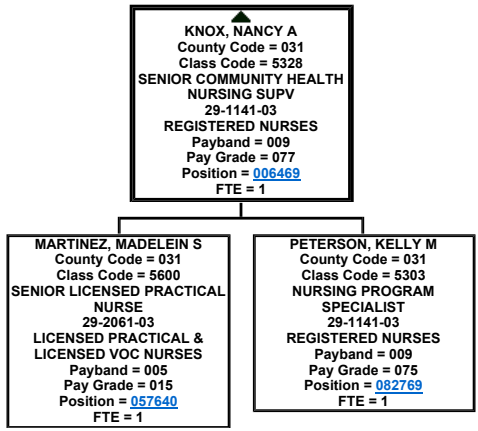 KNOX, NANCY A
County Code = 031
Class Code = 5328
SENIOR COMMUNITY HEALTH
NURSING SUPV
29-1141-03
REGISTERED NURSES
Payband = 009
Pay Grade = 077
Position = 006469
FTE = 1
MARTINEZ, MADELEIN S
County Code = 031
Class Code = 5600
SENIOR LICENSED PRACTICAL
NURSE
29-2061-03
LICENSED PRACTICAL &
LICENSED VOC NURSES
Payband = 005
Pay Grade = 015
Position = 057640
FTE = 1
PETERSON, KELLY M
County Code = 031
Class Code = 5303
NURSING PROGRAM
SPECIALIST
29-1141-03
REGISTERED NURSES
Payband = 009
Pay Grade = 075
Position = 082769
FTE = 1